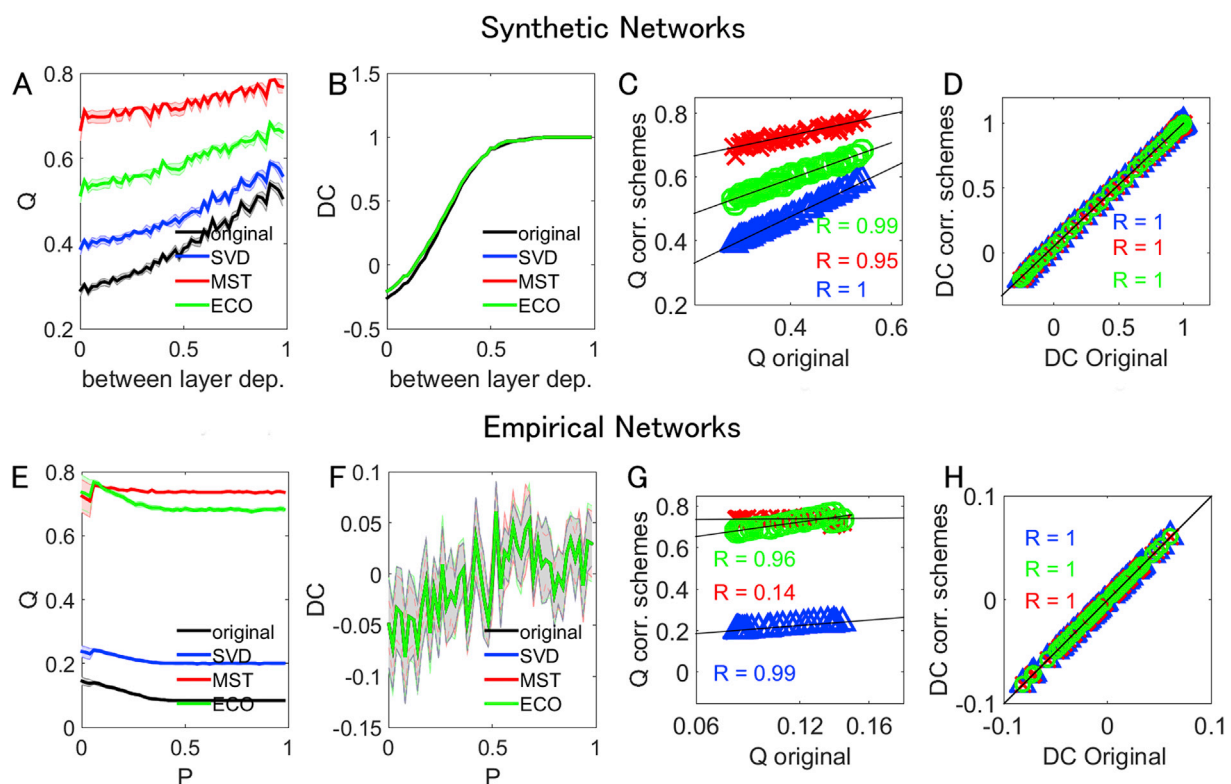 Synthetic Networks
A
0.8
0.6
0.4
0.2
Q
0
0.5
1
between layer dep.
original
SVD
MST
ECO
B
1.5
1
0.5
0
-0.5
DC
0
0.5
1
between layer dep.
original
SVD
MST
ECO
C
0.8
0.6
0.4
0.2
Q corr. schemes
R = 0.99
R = 0.95
R = 1
0.4
0.6
Q original
D
1
0
DC corr. schemes
R = 1
R = 1
R = 1
0
1
DC Original
Empirical Networks
E
0.8
0.6
0.4
0.2
0
Q
0
0.5
1
P
original
SVD
MST
ECO
F
0.1
0.05
0
-0.05
-0.1
-0.15
DC
0
0.5
1
P
original
SVD
MST
ECO
G
0.8
0.6
0.4
0.2
0
Q corr. schemes
R = 0.96
R = 0.14
R = 0.99
0.06
0.12
0.16
Q original
H
0.1
0
-0.1
DC corr. schemes
R = 1
R = 1
R = 1
-0.1
0
0.1
DC Original